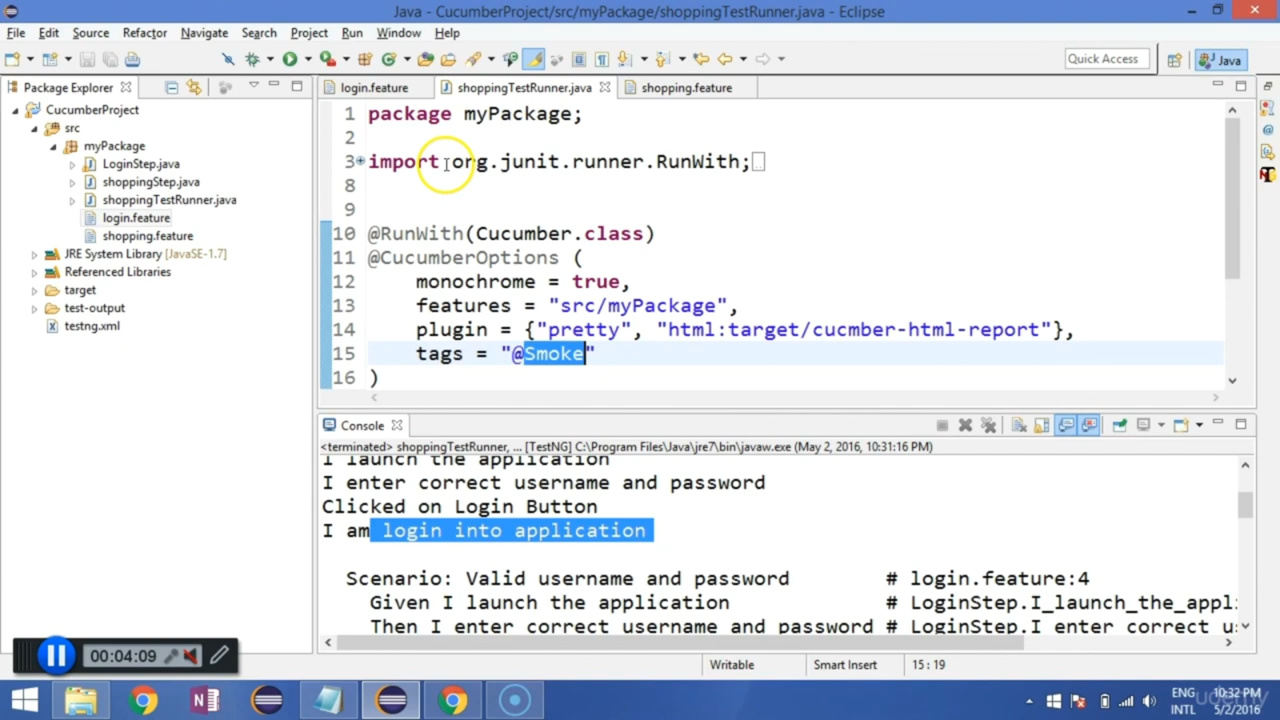 Java - CucumberProject/src/myPackage/shoppingTestRunner.java - Eclipse
File Edit Source Refactor Navigate Search Project Run Window Help
Quick Access
Java
Package Explorer
CucumberProject
src
myPackage
LoginStep.java
shoppingStep.java
shoppingTestRunner.java
login.feature
shopping.feature
JRE System Library [JavaSE-1.7]
Referenced Libraries
target
test-output
testng.xml
login.feature shoppingTestRunner.java shopping.feature
1 package myPackage;
2
3 import org.junit.runner.RunWith;
8
9
10 @RunWith(Cucumber.class)
11 @CucumberOptions (
12 monochrome = true,
13 features = "src/myPackage",
14 plugin = {"pretty", "html:target/cucmber-html-report"},
15 tags = "@Smoke"
16 )
Console
<terminated> shoppingTestRunner, ... [TestNG] C:\Program Files\Java\jre7\bin\javaw.exe (May 2, 2016, 10:31:16 PM)
I launch the application
I enter correct username and password
Clicked on Login Button
I am login into application
Scenario: Valid username and password # login.feature:4
Given I launch the application # LoginStep.I_launch_the_appl
Then I enter correct username and password # LoginStep.I enter correct u
Writable Smart Insert 15 : 19
00:04:09
ENG
INTL
10:32 PM
5/2/2016
N
udemy